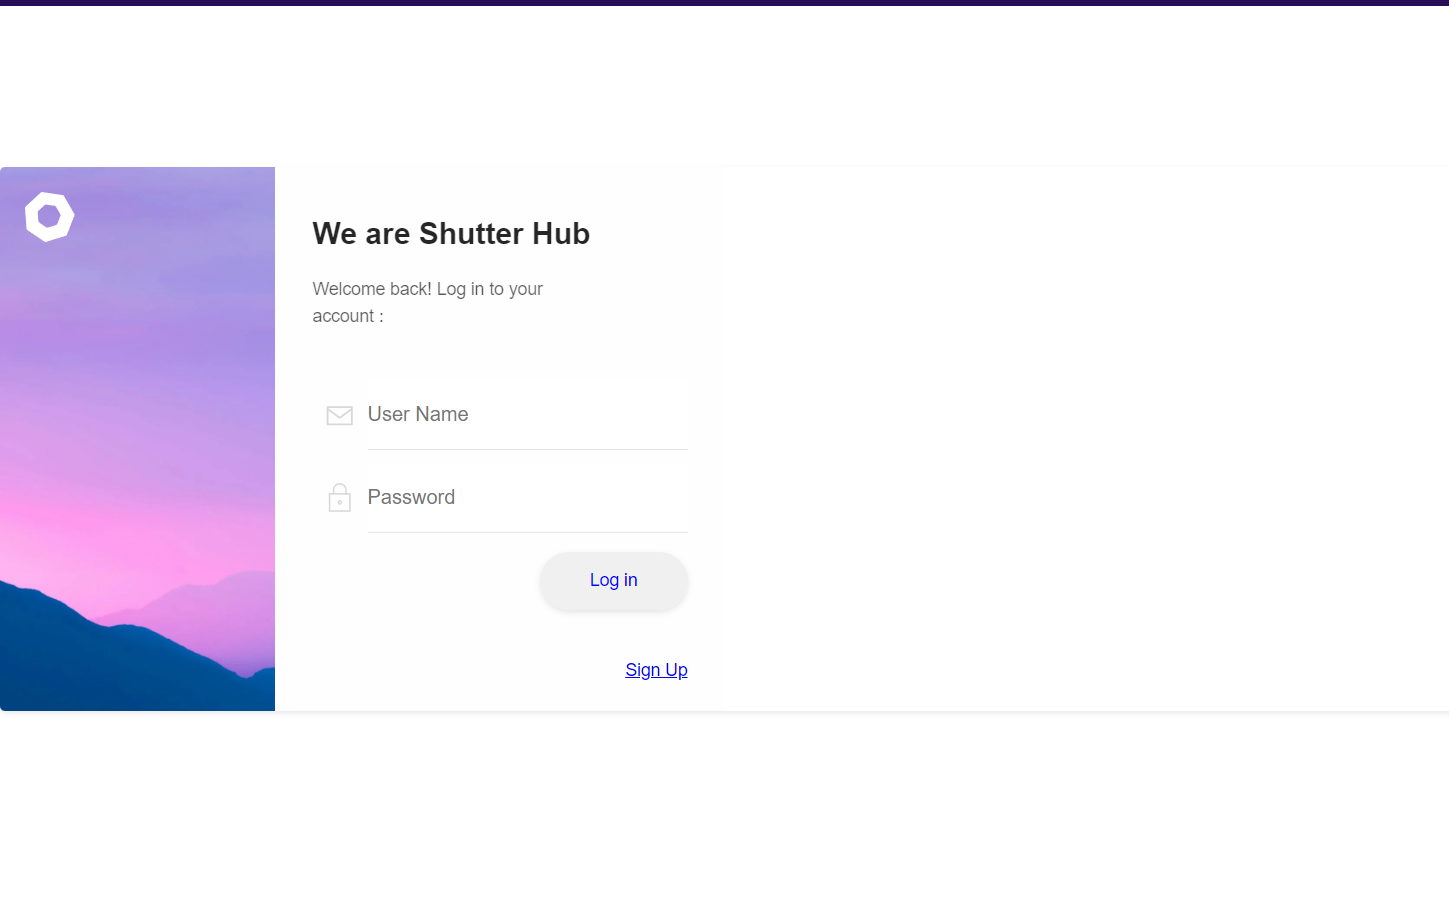 We are Shutter Hub
Welcome back! Log in to your
account :
User Name
Password
Log in
Sign Up